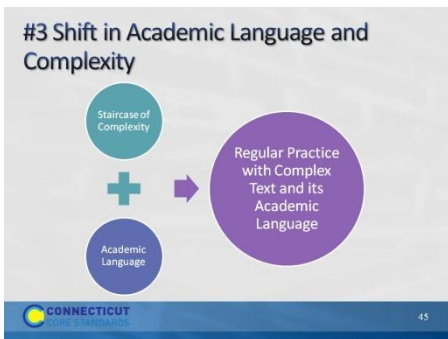 #3 Shift in Academic Language and
Complexity
Staircase of
Complexity
Academic
Language
Regular Practice
with Complex
Text and its
Academic
Language
CONNECTICUT
CORE STANDARDS
45